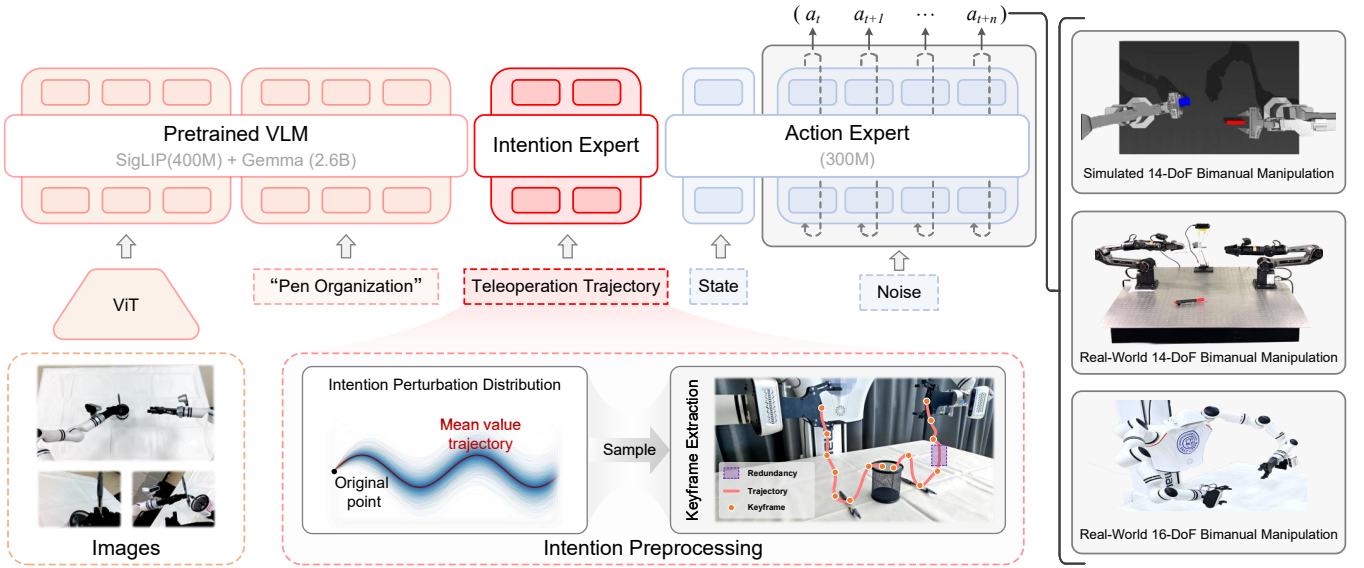 ( a_t a_{t+1} ... a_{t+n} )
Pretrained VLM
SigLIP(400M) + Gemma (2.6B)
Intention Expert
Action Expert
(300M)
ViT
“Pen Organization”
Teleoperation Trajectory
State
Noise
Images
Intention Perturbation Distribution
Mean value
trajectory
Original
point
Sample
Keyframe Extraction
Redundancy
Trajectory
Keyframe
Intention Preprocessing
Simulated 14-DoF Bimanual Manipulation
Real-World 14-DoF Bimanual Manipulation
Real-World 16-DoF Bimanual Manipulation